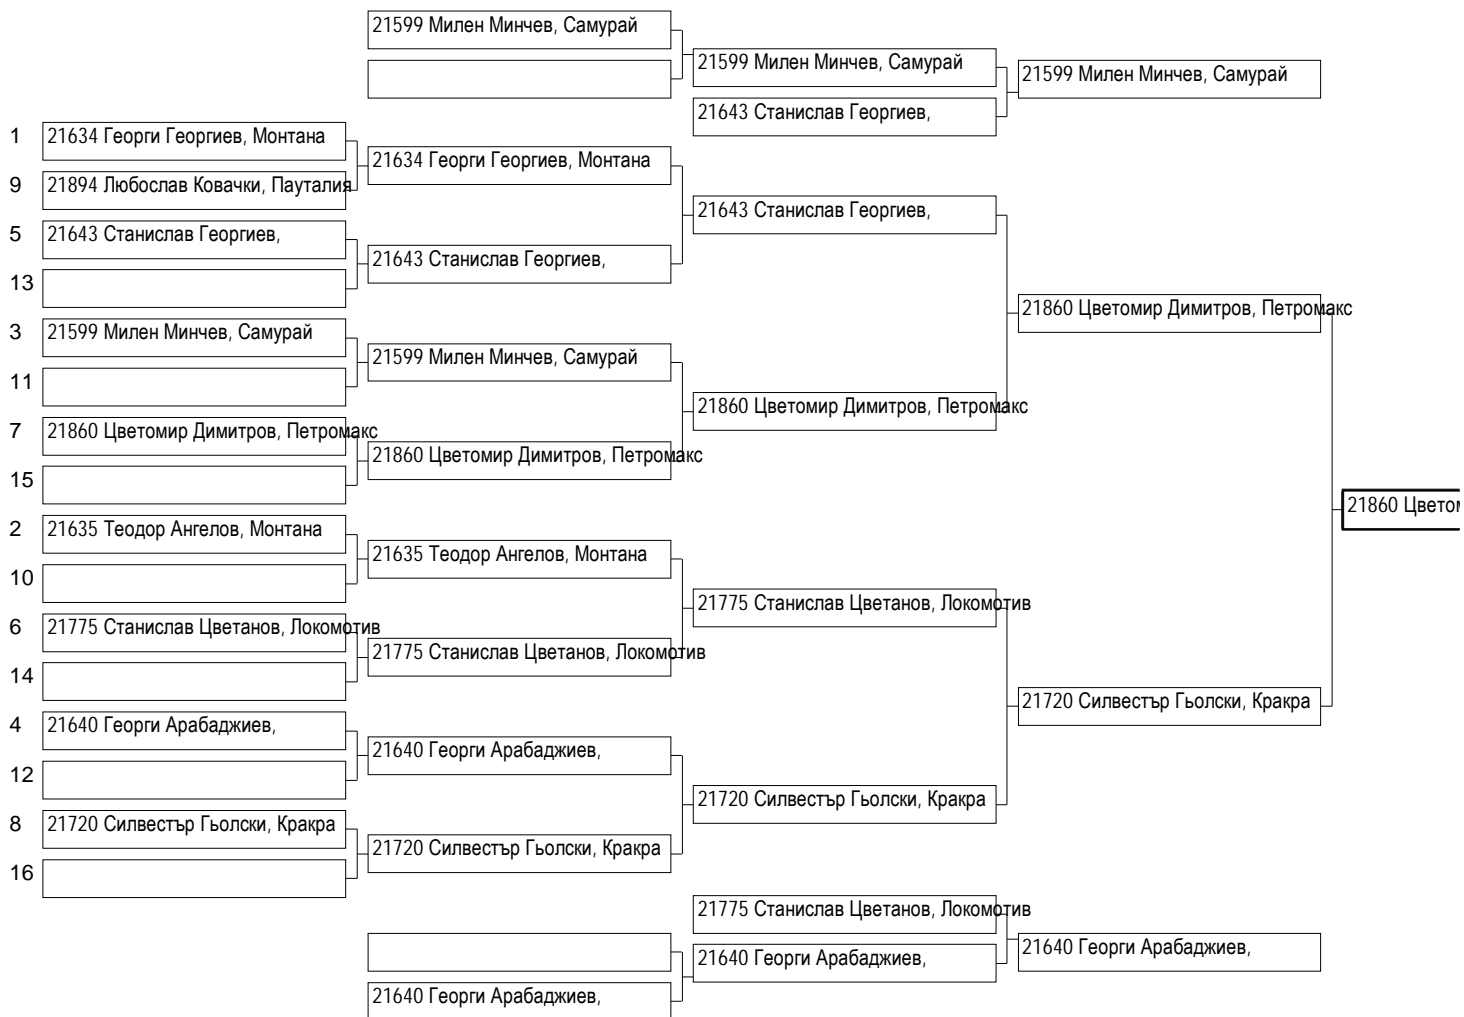 21599 Милен Минчев, Самурай
21599 Милен Минчев, Самурай
21599 Милен Минчев, Самурай
21643 Станислав Георгиев,
1 21634 Георги Георгиев, Монтана
21634 Георги Георгиев, Монтана
9 21894 Любослав Ковачки, Пауталия
21643 Станислав Георгиев,
5 21643 Станислав Георгиев,
21643 Станислав Георгиев,
13
21860 Цветомир Димитров, Петромакс
3 21599 Милен Минчев, Самурай
21599 Милен Минчев, Самурай
11
21860 Цветомир Димитров, Петромакс
7 21860 Цветомир Димитров, Петромакс
21860 Цветомир Димитров, Петромакс
15
21860 Цветом
2 21635 Теодор Ангелов, Монтана
21635 Теодор Ангелов, Монтана
10
21775 Станислав Цветанов, Локомотив
6 21775 Станислав Цветанов, Локомотив
21775 Станислав Цветанов, Локомотив
14
21720 Силвестър Гьолски, Кракра
4 21640 Георги Арабаджиев,
21640 Георги Арабаджиев,
12
21720 Силвестър Гьолски, Кракра
8 21720 Силвестър Гьолски, Кракра
21720 Силвестър Гьолски, Кракра
16
21775 Станислав Цветанов, Локомотив
21640 Георги Арабаджиев,
21640 Георги Арабаджиев,
21640 Георги Арабаджиев,